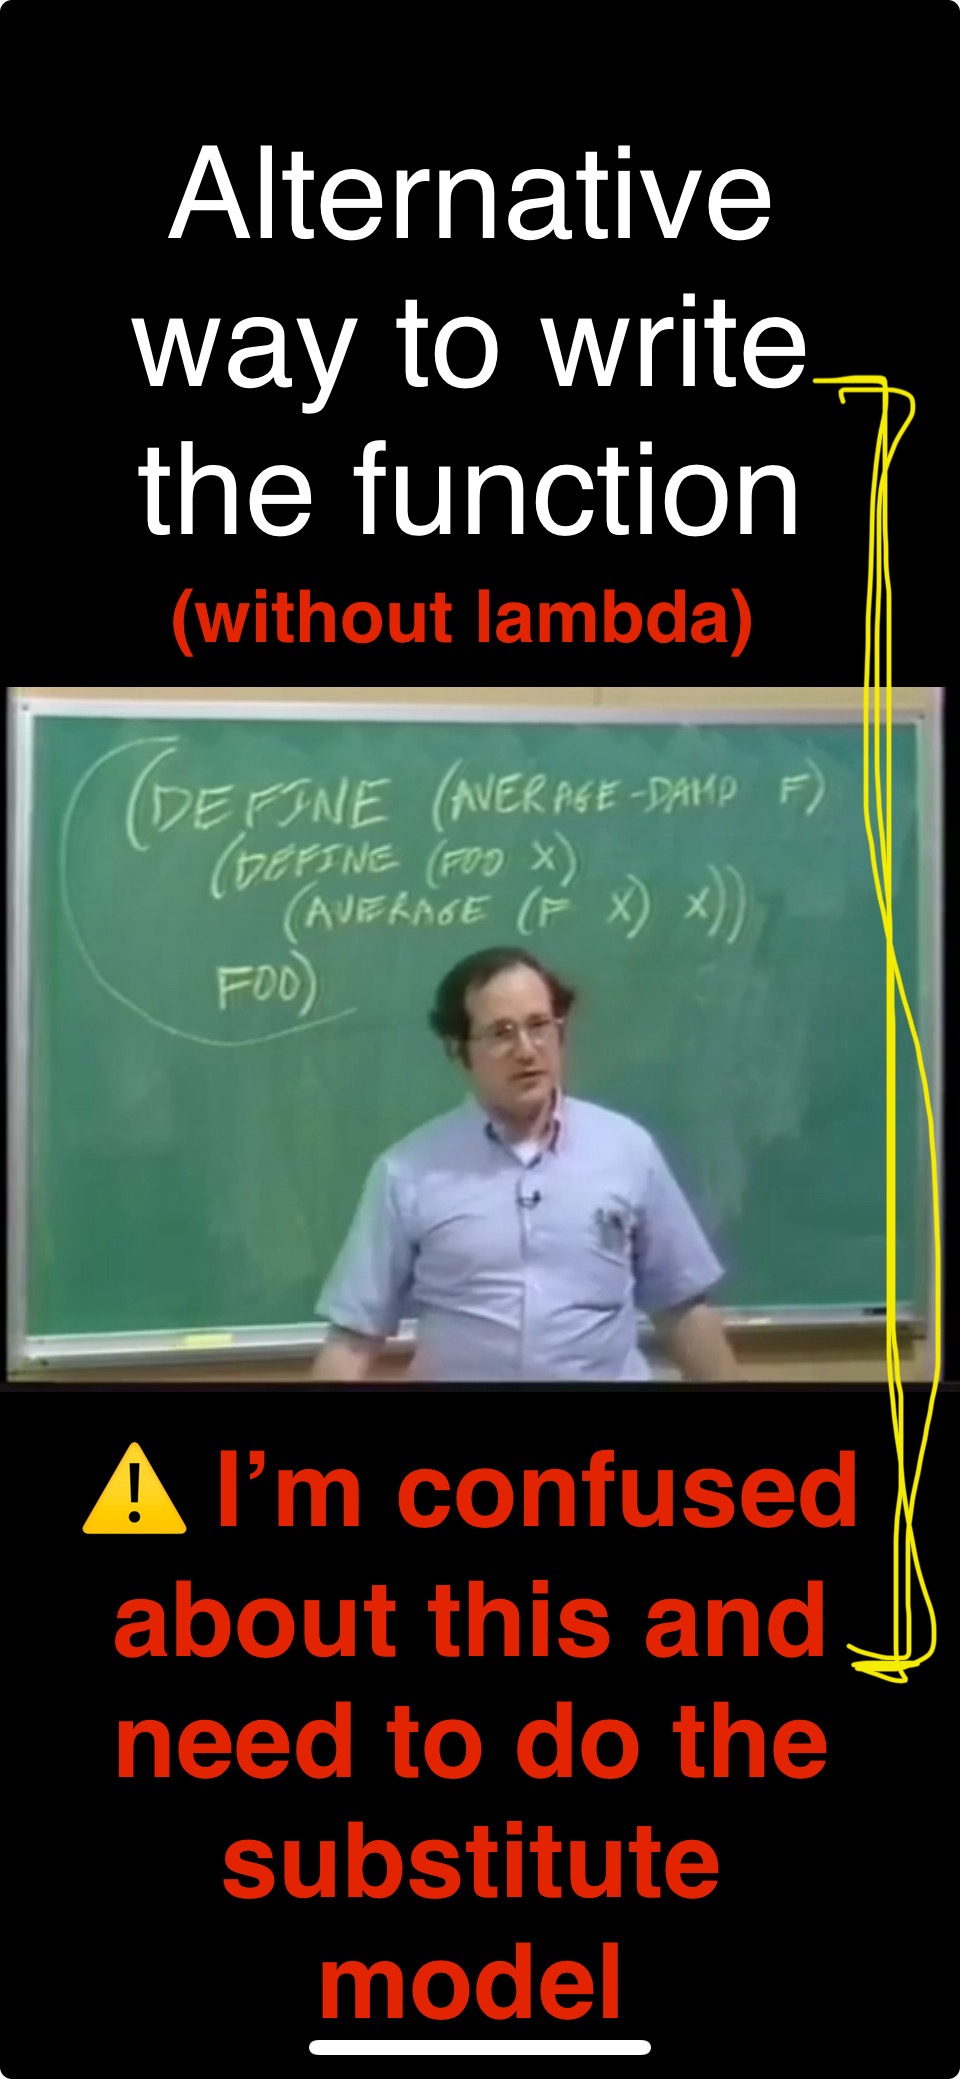 Alternative
way to write
the function
(without lambda)
(DEFINE (AVERAGE-DAMP F)
(DEFINE (FOO X)
(AVERAGE (F X) X))
FOO)
⚠️ I’m confused
about this and
need to do the
substitute
model